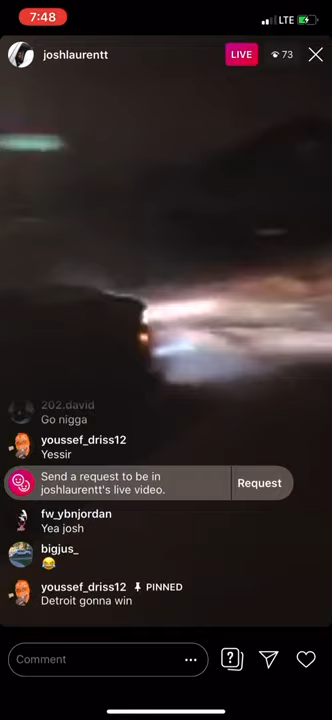 7:48
LTE
joshlaurentt
LIVE
73
202.david
Go nigga
youssef_driss12
Yessir
Send a request to be in
joshlaurentt's live video.
Request
fw_ybnjordan
Yea josh
bigjus_
😂
youssef_driss12 PINNED
Detroit gonna win
Comment